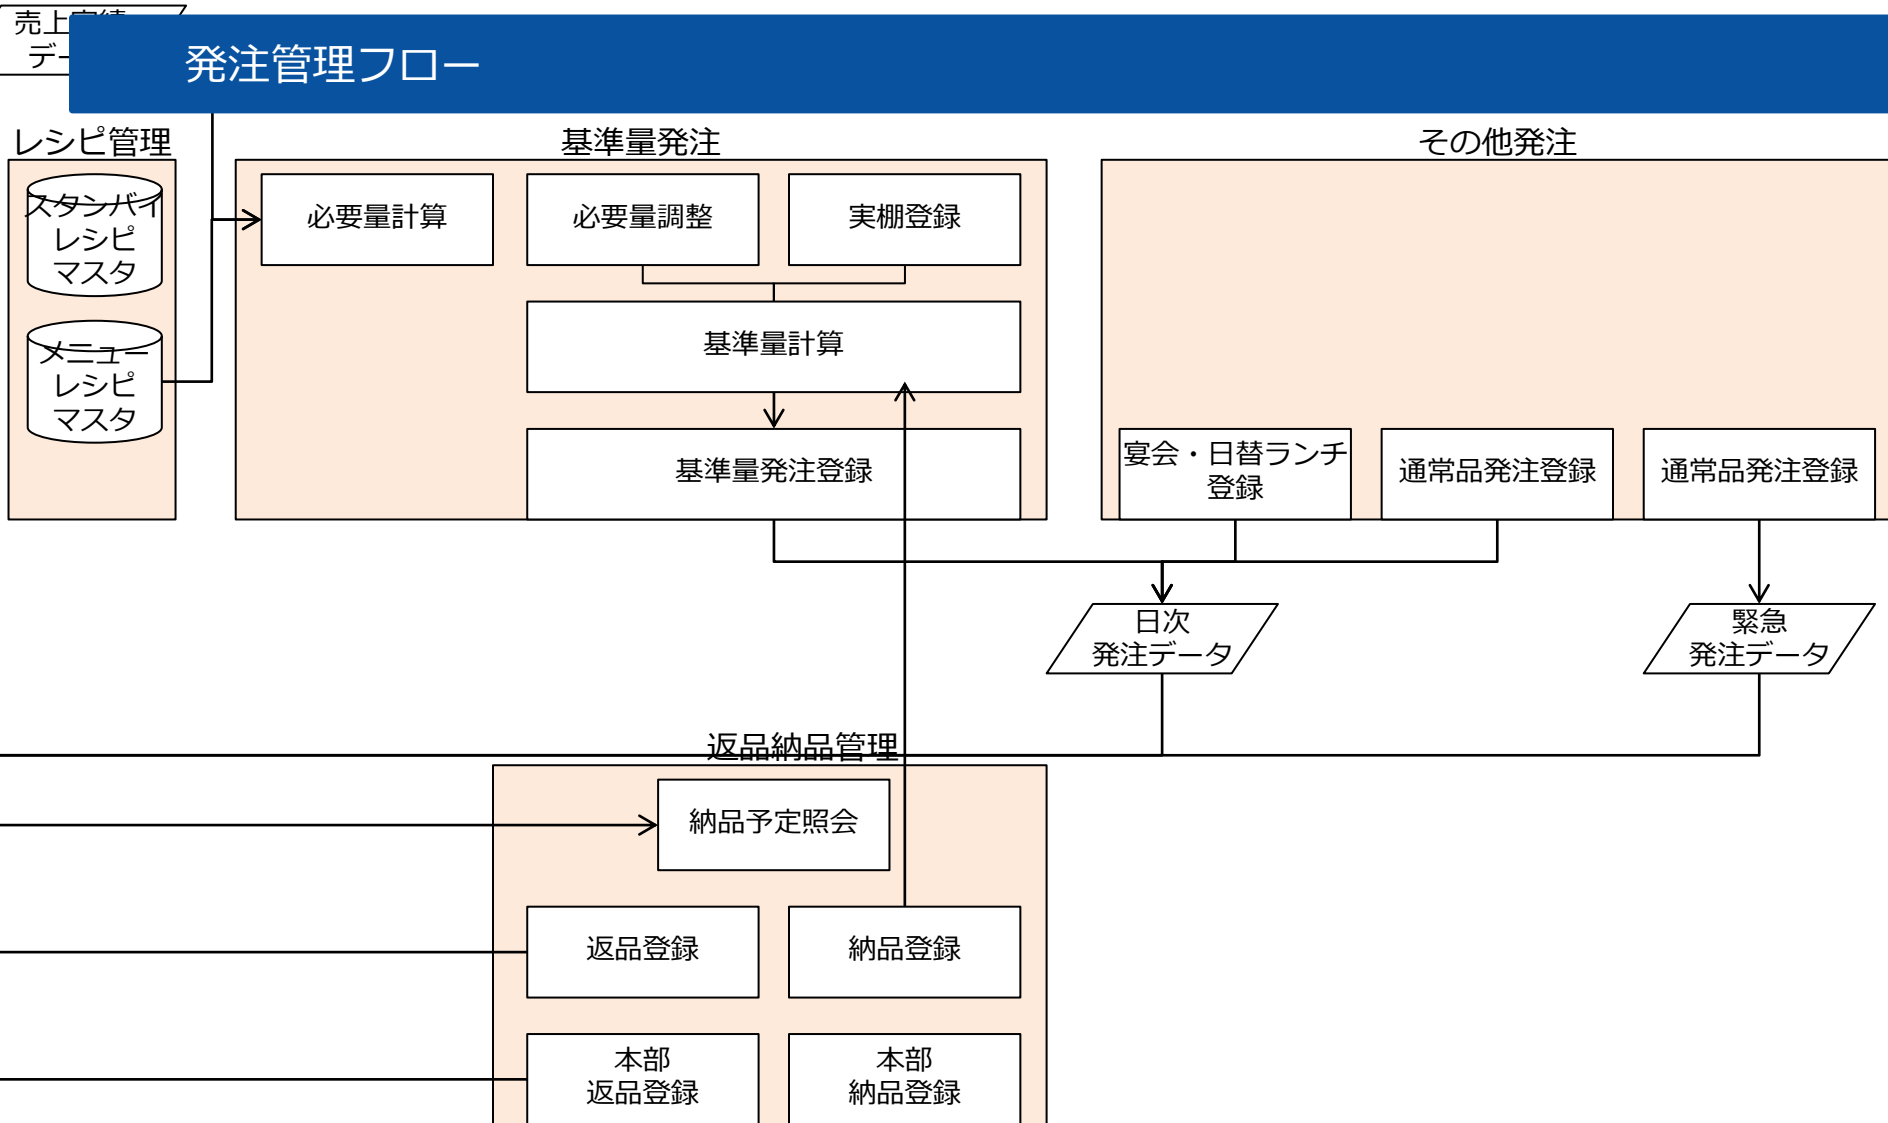 売上実績
デー
発注管理フロー
レシピ管理
基準量発注
その他発注
スタンバイ
レシピ
マスタ
必要量計算
必要量調整
実棚登録
メニュー
レシピ
マスタ
基準量計算
基準量発注登録
宴会・日替ランチ
登録
通常品発注登録
通常品発注登録
日次
発注データ
緊急
発注データ
返品納品管理
納品予定照会
返品登録
納品登録
本部
返品登録
本部
納品登録